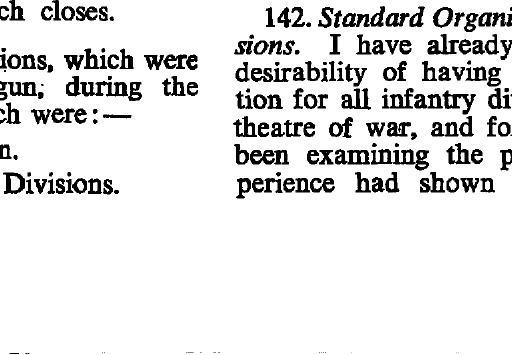 ch closes.
ions, which were
gun, during the
ch were:—
n.
Divisions.
142. Standard Organi
sions. I have already
desirability of having
tion for all infantry di
theatre of war, and fo
been examining the p
perience had shown